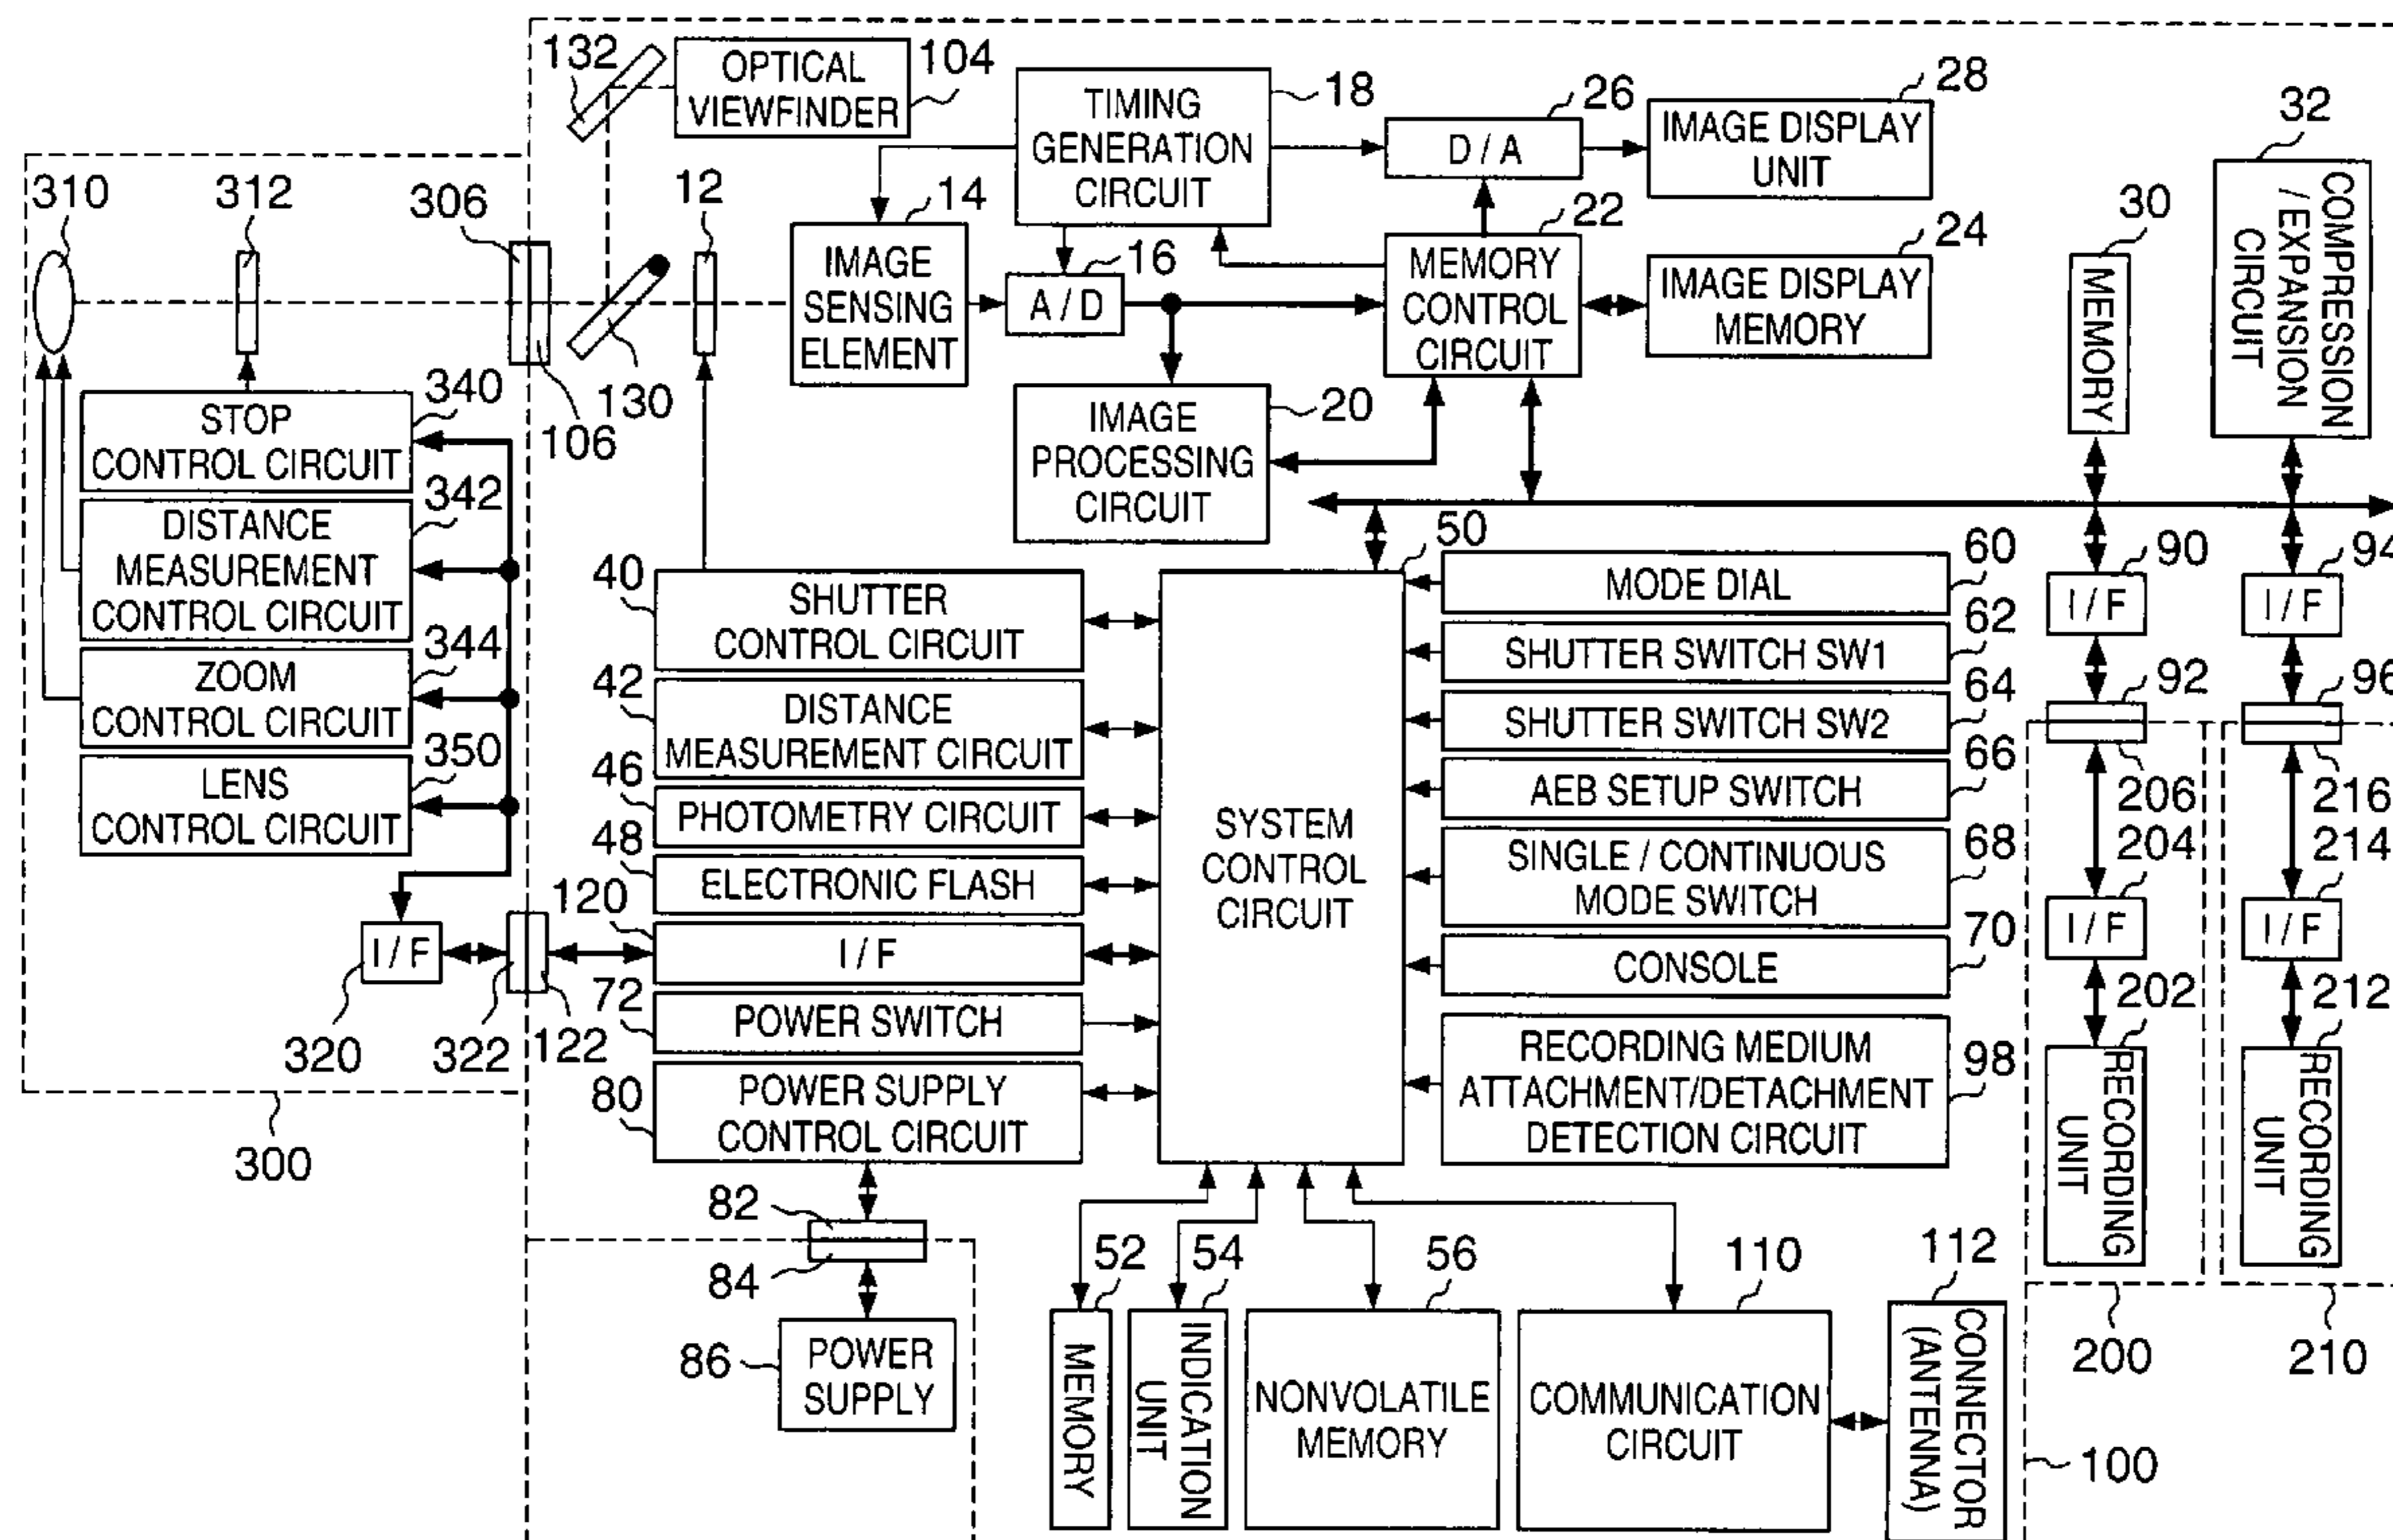 132
OPTICAL
VIEWFINDER
104
TIMING
GENERATION
CIRCUIT
18
26
D / A
28
IMAGE DISPLAY
UNIT
32
COMPRESSION
/ EXPANSION
CIRCUIT
310
312
306
12
14
IMAGE
SENSING
ELEMENT
16
A / D
22
MEMORY
CONTROL
CIRCUIT
24
IMAGE DISPLAY
MEMORY
30
MEMORY
130
106
20
IMAGE
PROCESSING
CIRCUIT
340
STOP
CONTROL CIRCUIT
342
DISTANCE
MEASUREMENT
CONTROL CIRCUIT
344
ZOOM
CONTROL CIRCUIT
350
LENS
CONTROL CIRCUIT
I / F
320
322
122
300
40
SHUTTER
CONTROL CIRCUIT
42
DISTANCE
MEASUREMENT CIRCUIT
46
PHOTOMETRY CIRCUIT
48
ELECTRONIC FLASH
120
I / F
72
POWER SWITCH
80
POWER SUPPLY
CONTROL CIRCUIT
50
SYSTEM
CONTROL
CIRCUIT
60
MODE DIAL
62
SHUTTER SWITCH SW1
64
SHUTTER SWITCH SW2
66
AEB SETUP SWITCH
68
SINGLE / CONTINUOUS
MODE SWITCH
70
CONSOLE
98
RECORDING MEDIUM
ATTACHMENT/DETACHMENT
DETECTION CIRCUIT
90
I / F
92
206
204
I / F
202
RECORDING
UNIT
200
94
I / F
96
216
214
I / F
212
RECORDING
UNIT
210
82
84
86
POWER
SUPPLY
52
MEMORY
54
INDICATION
UNIT
56
NONVOLATILE
MEMORY
110
COMMUNICATION
CIRCUIT
112
CONNECTOR
(ANTENNA)
100